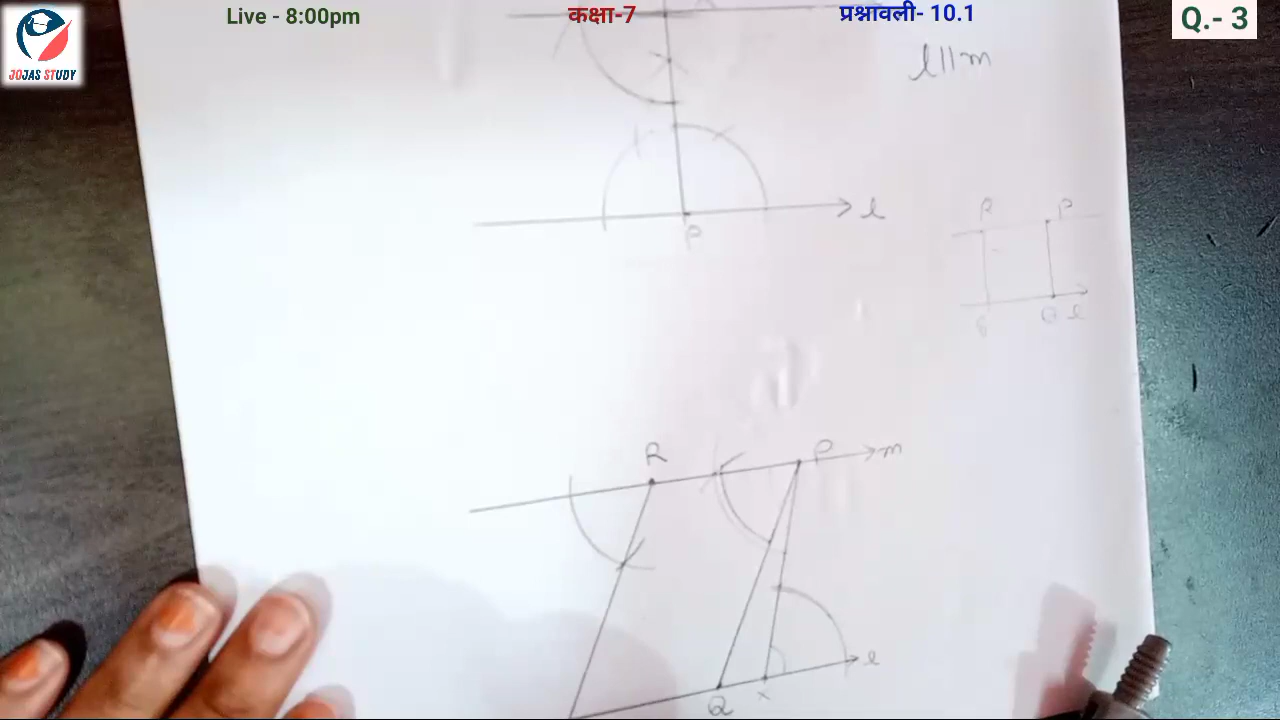 Live - 8:00pm
कक्षा-7
प्रश्नावली- 10.1
Q.- 3
JOJAS STUDY
l||m
l
P
P
P
Q l
R
P
m
l
Q
X